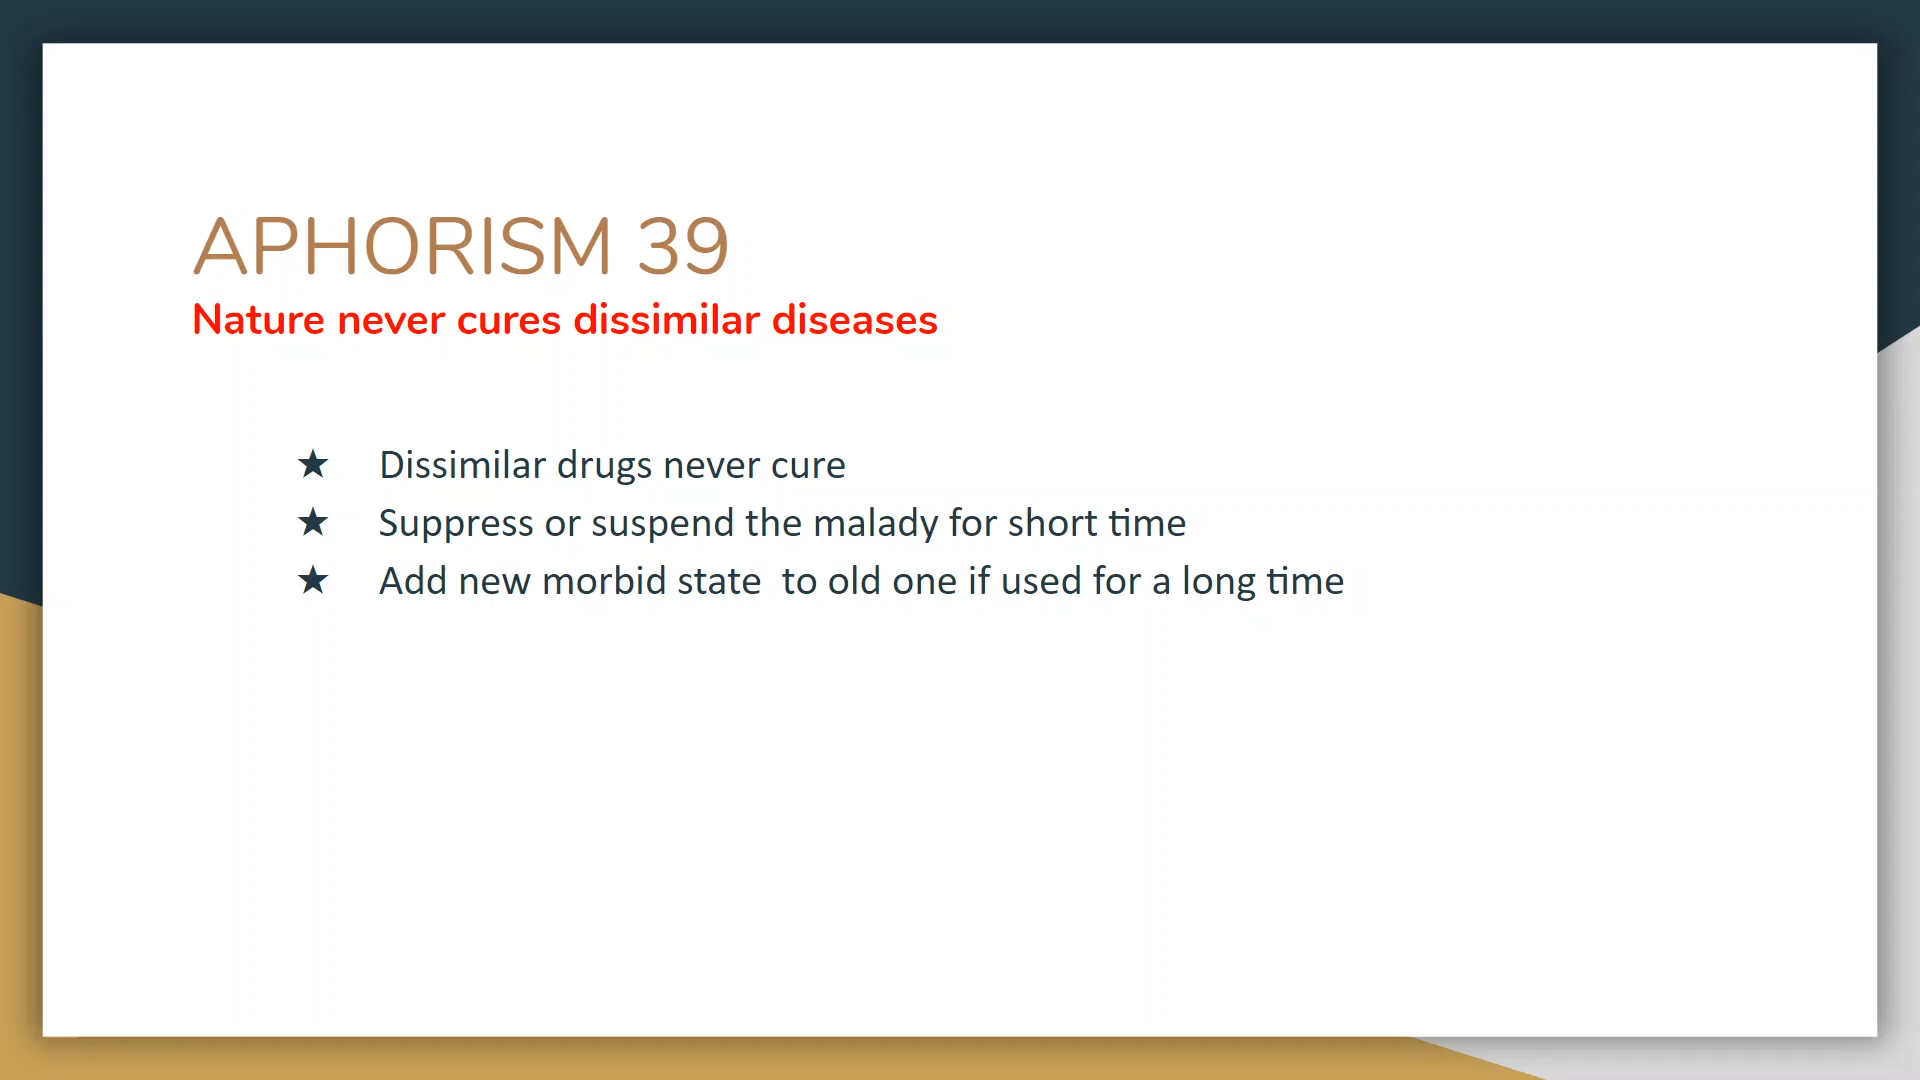 APHORISM 39
Nature never cures dissimilar diseases
★ Dissimilar drugs never cure
★ Suppress or suspend the malady for short time
★ Add new morbid state  to old one if used for a long time